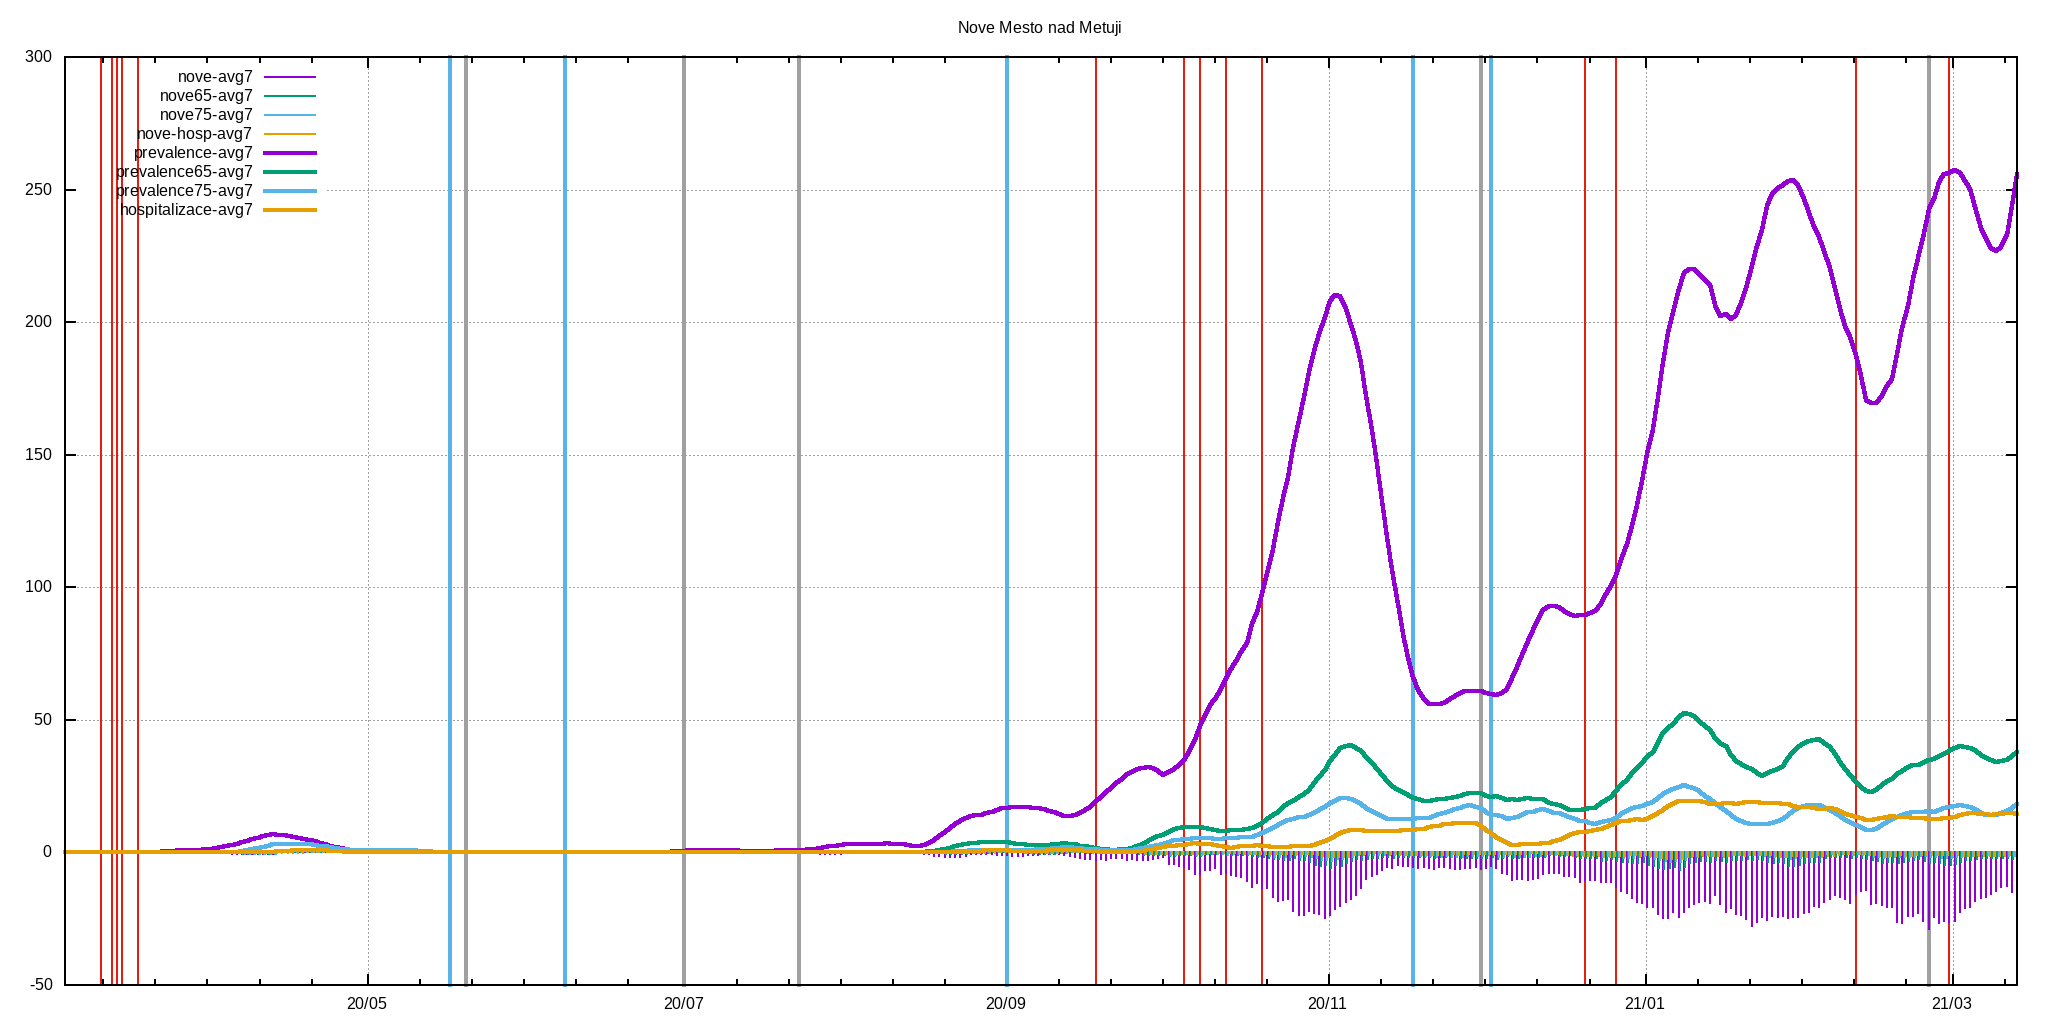 Nove Mesto nad Metuji
300
250
200
150
100
50
0
-50
nove-avg7
nove65-avg7
nove75-avg7
nove-hosp-avg7
prevalence-avg7
prevalence65-avg7
prevalence75-avg7
hospitalizace-avg7
20/05 20/07 20/09 20/11 21/01 21/03